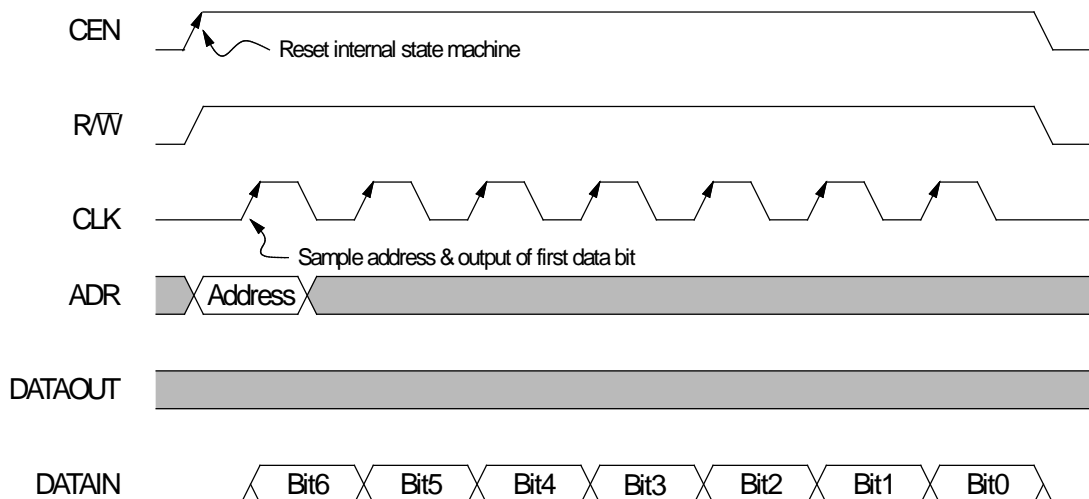 CEN
Reset internal state machine
R/W̅
CLK
Sample address & output of first data bit
ADR
Address
DATAOUT
DATAIN
Bit6 Bit5 Bit4 Bit3 Bit2 Bit1 Bit0